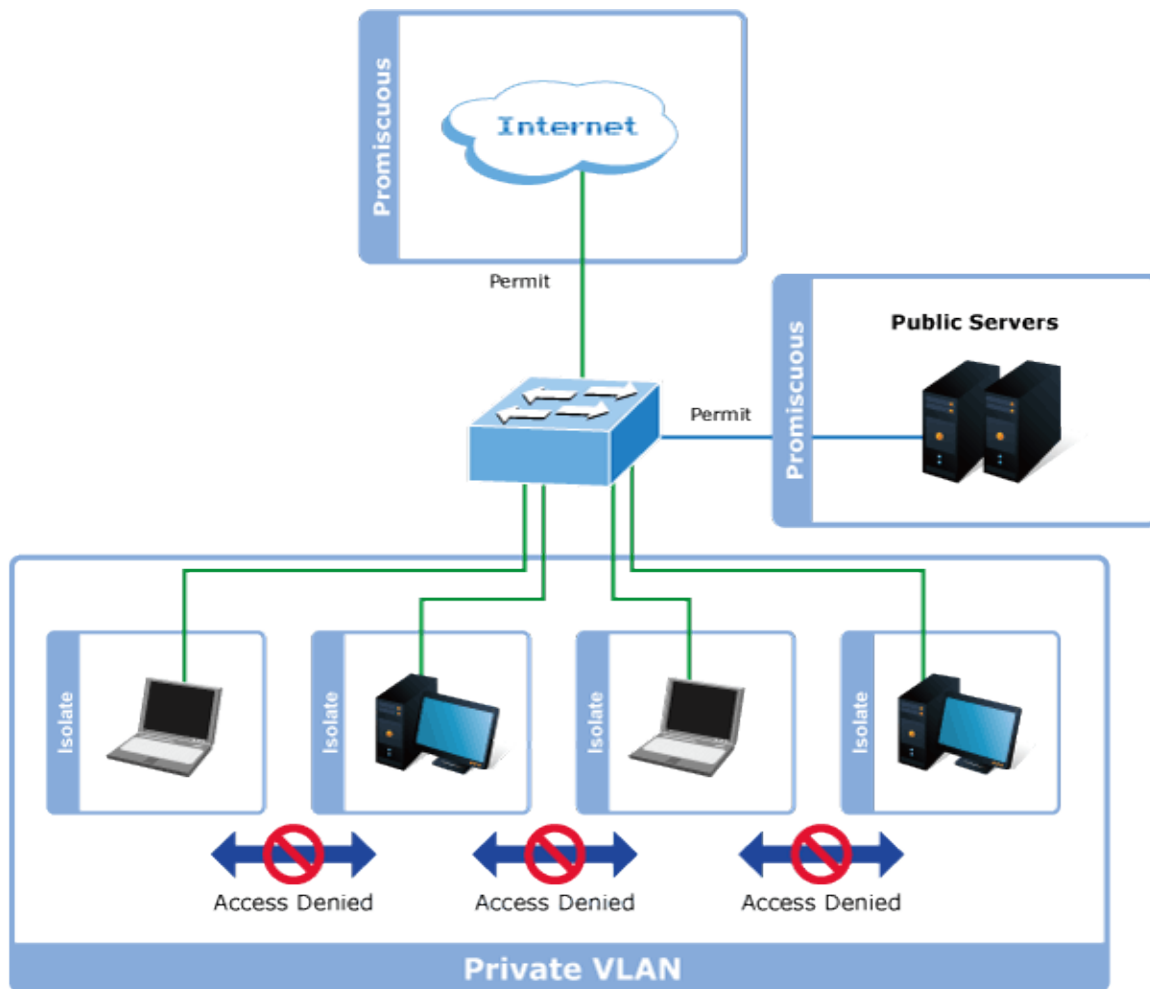 Promiscuous
Internet
Permit
Promiscuous
Public Servers
Permit
Isolate
Isolate
Isolate
Isolate
Access Denied
Access Denied
Access Denied
Private VLAN